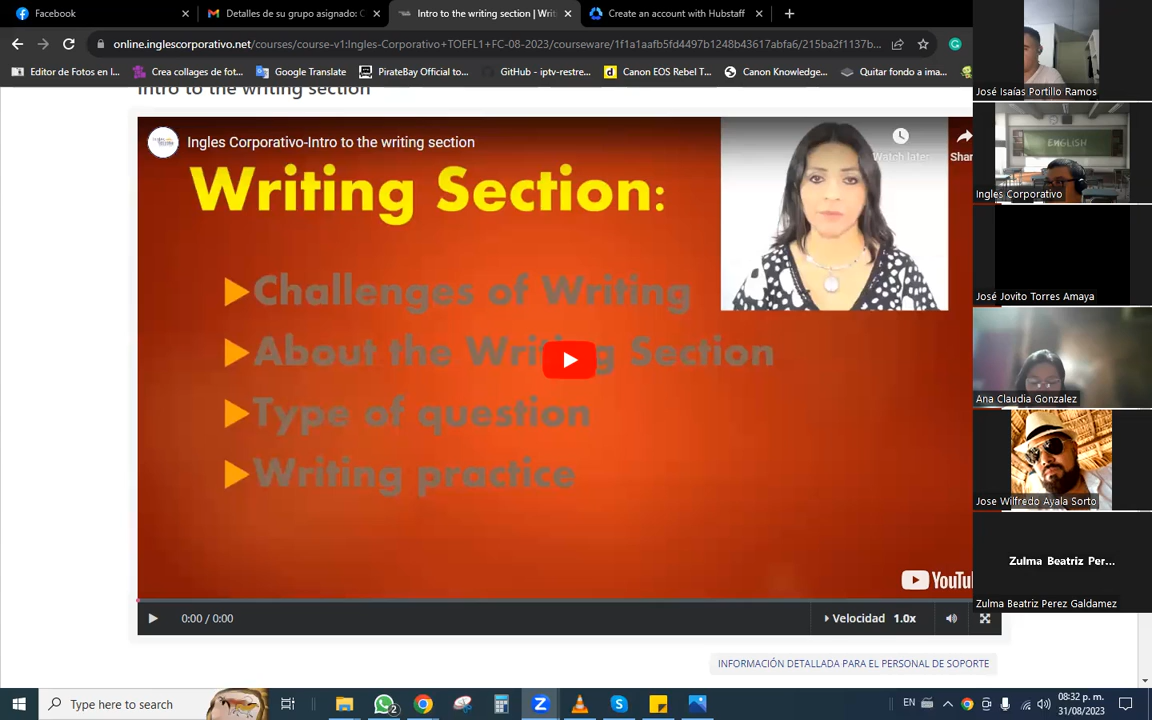 Facebook
Detalles de su grupo asignado: C
Intro to the writing section | Writ
Create an account with Hubstaff
online.inglescorporativo.net/courses/course-v1:Ingles-Corporativo+TOEFL1+FC-08-2023/courseware/1f1a1aafb5fd4497b1248b43617abfa6/215ba2f1137b...
Editor de Fotos en l...
Crea collages de fot...
Google Translate
PirateBay Official to...
GitHub - iptv-restre...
Canon EOS Rebel T...
Canon Knowledge...
Quitar fondo a ima...
Intro to the writing section
Ingles Corporativo-Intro to the writing section
Watch later
Shar
Writing Section:
Challenges of Writing
About the Writing Section
Type of question
Writing practice
YouTu
0:00 / 0:00
Velocidad 1.0x
INFORMACIÓN DETALLADA PARA EL PERSONAL DE SOPORTE
José Isaías Portillo Ramos
ENGLISH
Ingles Corporativo
José Jovito Torres Amaya
Ana Claudia Gonzalez
Jose Wilfredo Ayala Sorto
Zulma Beatriz Per...
Zulma Beatriz Perez Galdamez
Type here to search
2
EN
08:32 p. m.
31/08/2023